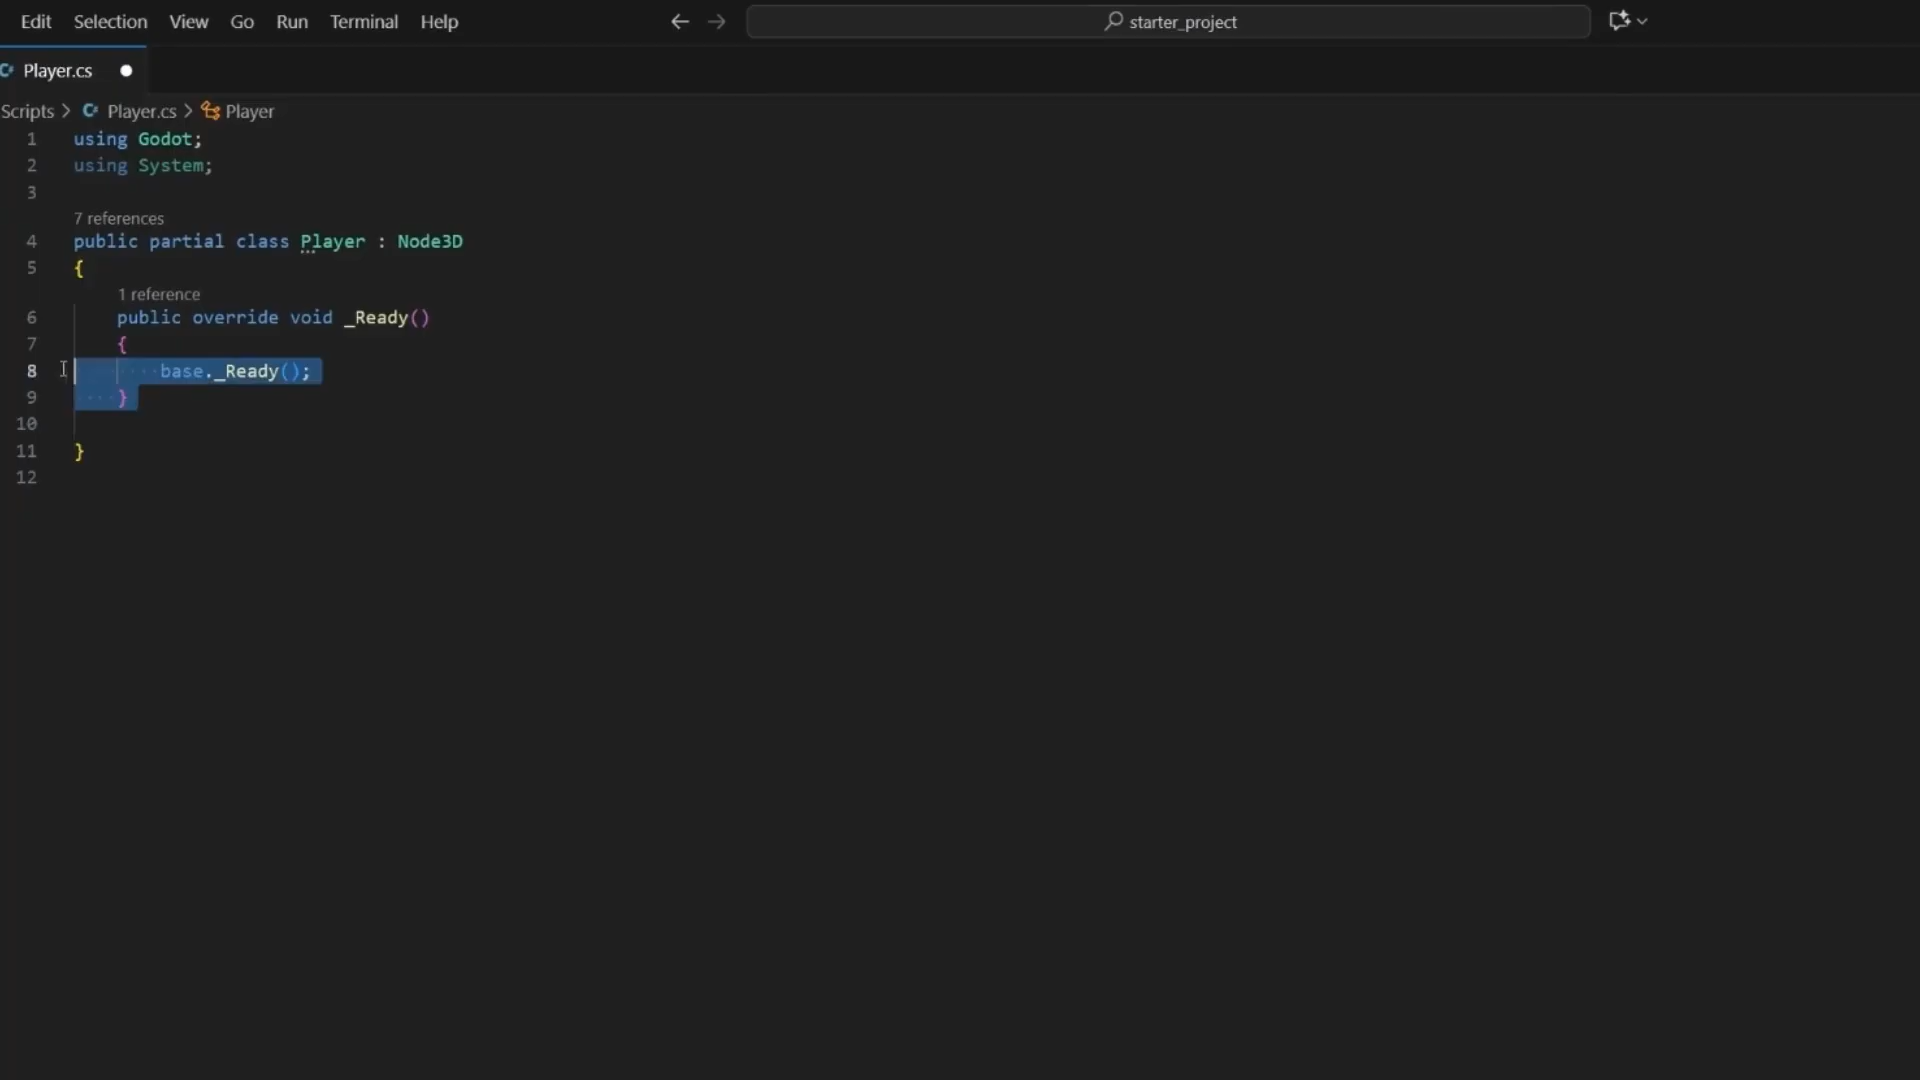 Edit Selection View Go Run Terminal Help starter_project
Player.cs
Scripts > Player.cs > Player
1 using Godot;
2 using System;
3
7 references
4 public partial class Player : Node3D
5 {
1 reference
6 public override void _Ready()
7 {
8 ····base._Ready();
9 ····}
10
11 }
12